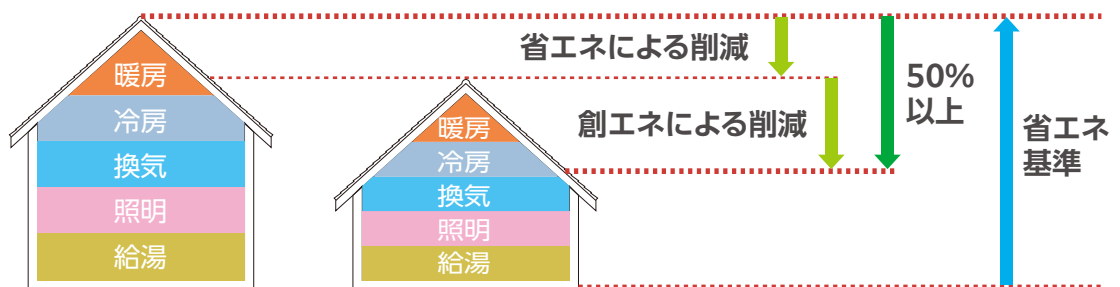 暖房
冷房
換気
照明
給湯
暖房
冷房
換気
照明
給湯
省エネによる削減
創エネによる削減
50%
以上
省エネ
基準